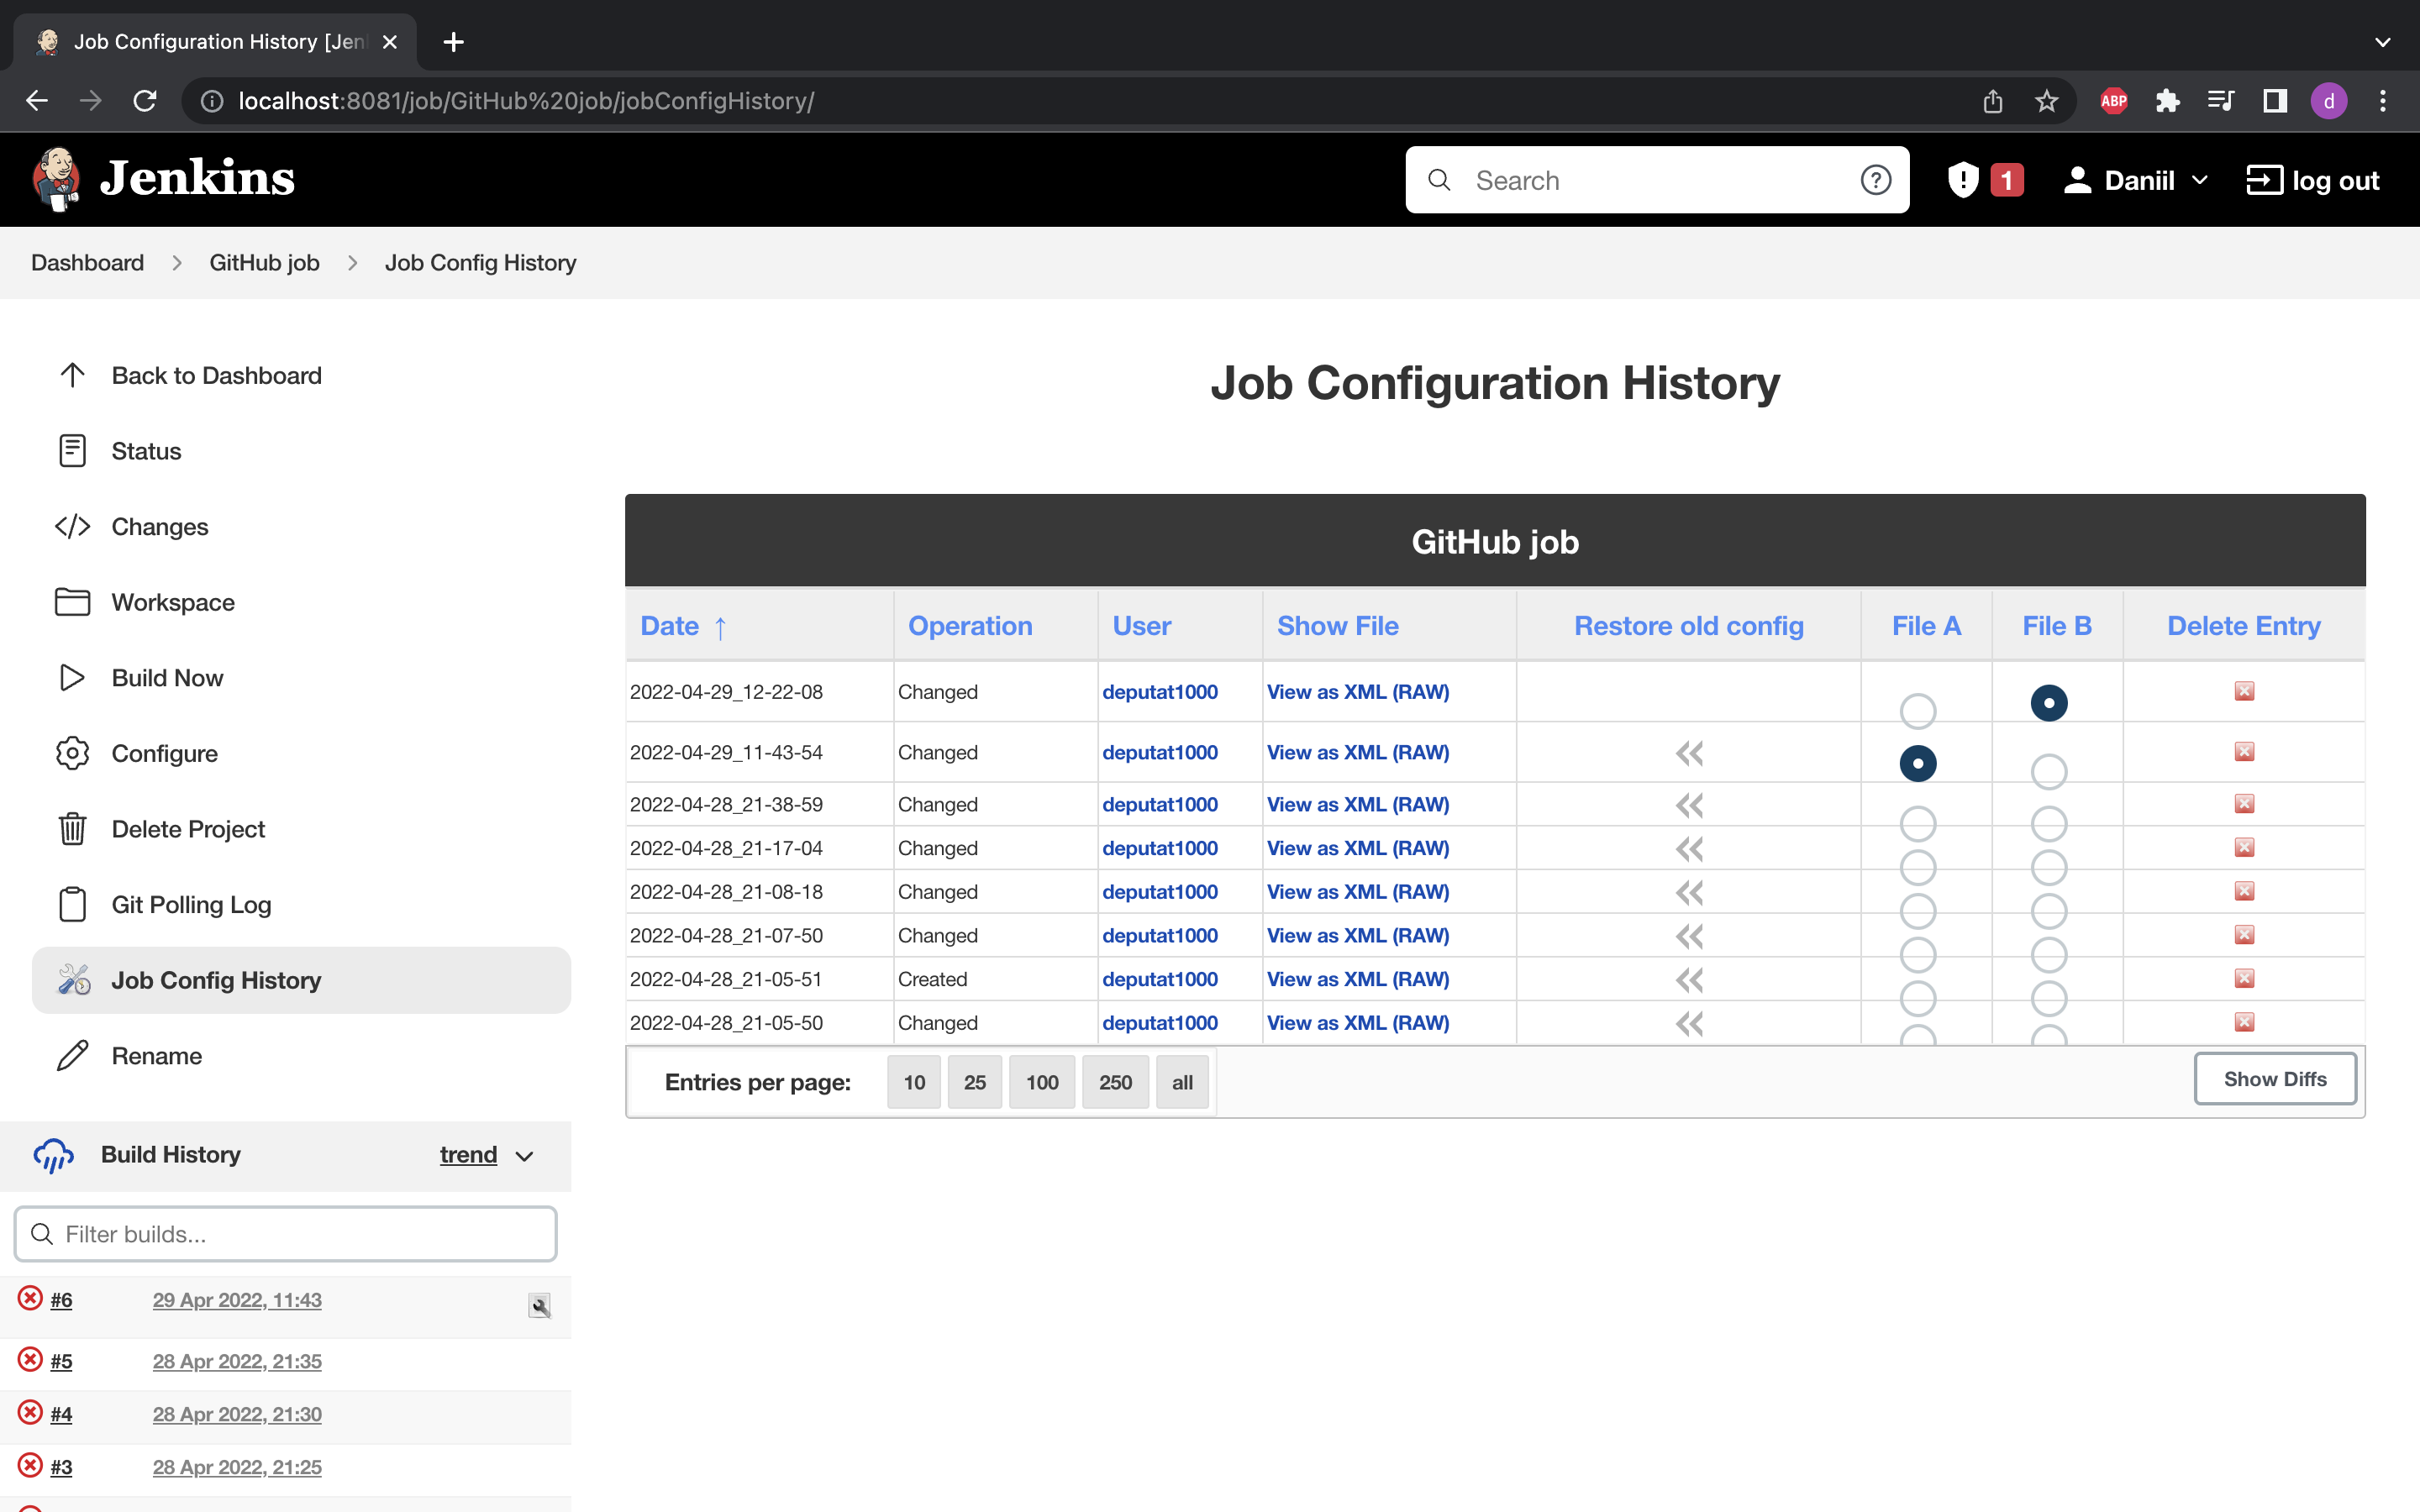 Job Configuration History [Jen
localhost:8081/job/GitHub%20job/jobConfigHistory/
ABP
d
Jenkins
Search
1
Daniil
log out
Dashboard
GitHub job
Job Config History
Back to Dashboard
Status
Changes
Workspace
Build Now
Configure
Delete Project
Git Polling Log
Job Config History
Rename
Build History
trend
Filter builds...
#6 29 Apr 2022, 11:43
#5 28 Apr 2022, 21:35
#4 28 Apr 2022, 21:30
#3 28 Apr 2022, 21:25
Job Configuration History
GitHub job
Date ↑ Operation User Show File Restore old config File A File B Delete Entry
2022-04-29_12-22-08 Changed deputat1000 View as XML (RAW)
2022-04-29_11-43-54 Changed deputat1000 View as XML (RAW)
2022-04-28_21-38-59 Changed deputat1000 View as XML (RAW)
2022-04-28_21-17-04 Changed deputat1000 View as XML (RAW)
2022-04-28_21-08-18 Changed deputat1000 View as XML (RAW)
2022-04-28_21-07-50 Changed deputat1000 View as XML (RAW)
2022-04-28_21-05-51 Created deputat1000 View as XML (RAW)
2022-04-28_21-05-50 Changed deputat1000 View as XML (RAW)
Entries per page: 10 25 100 250 all
Show Diffs